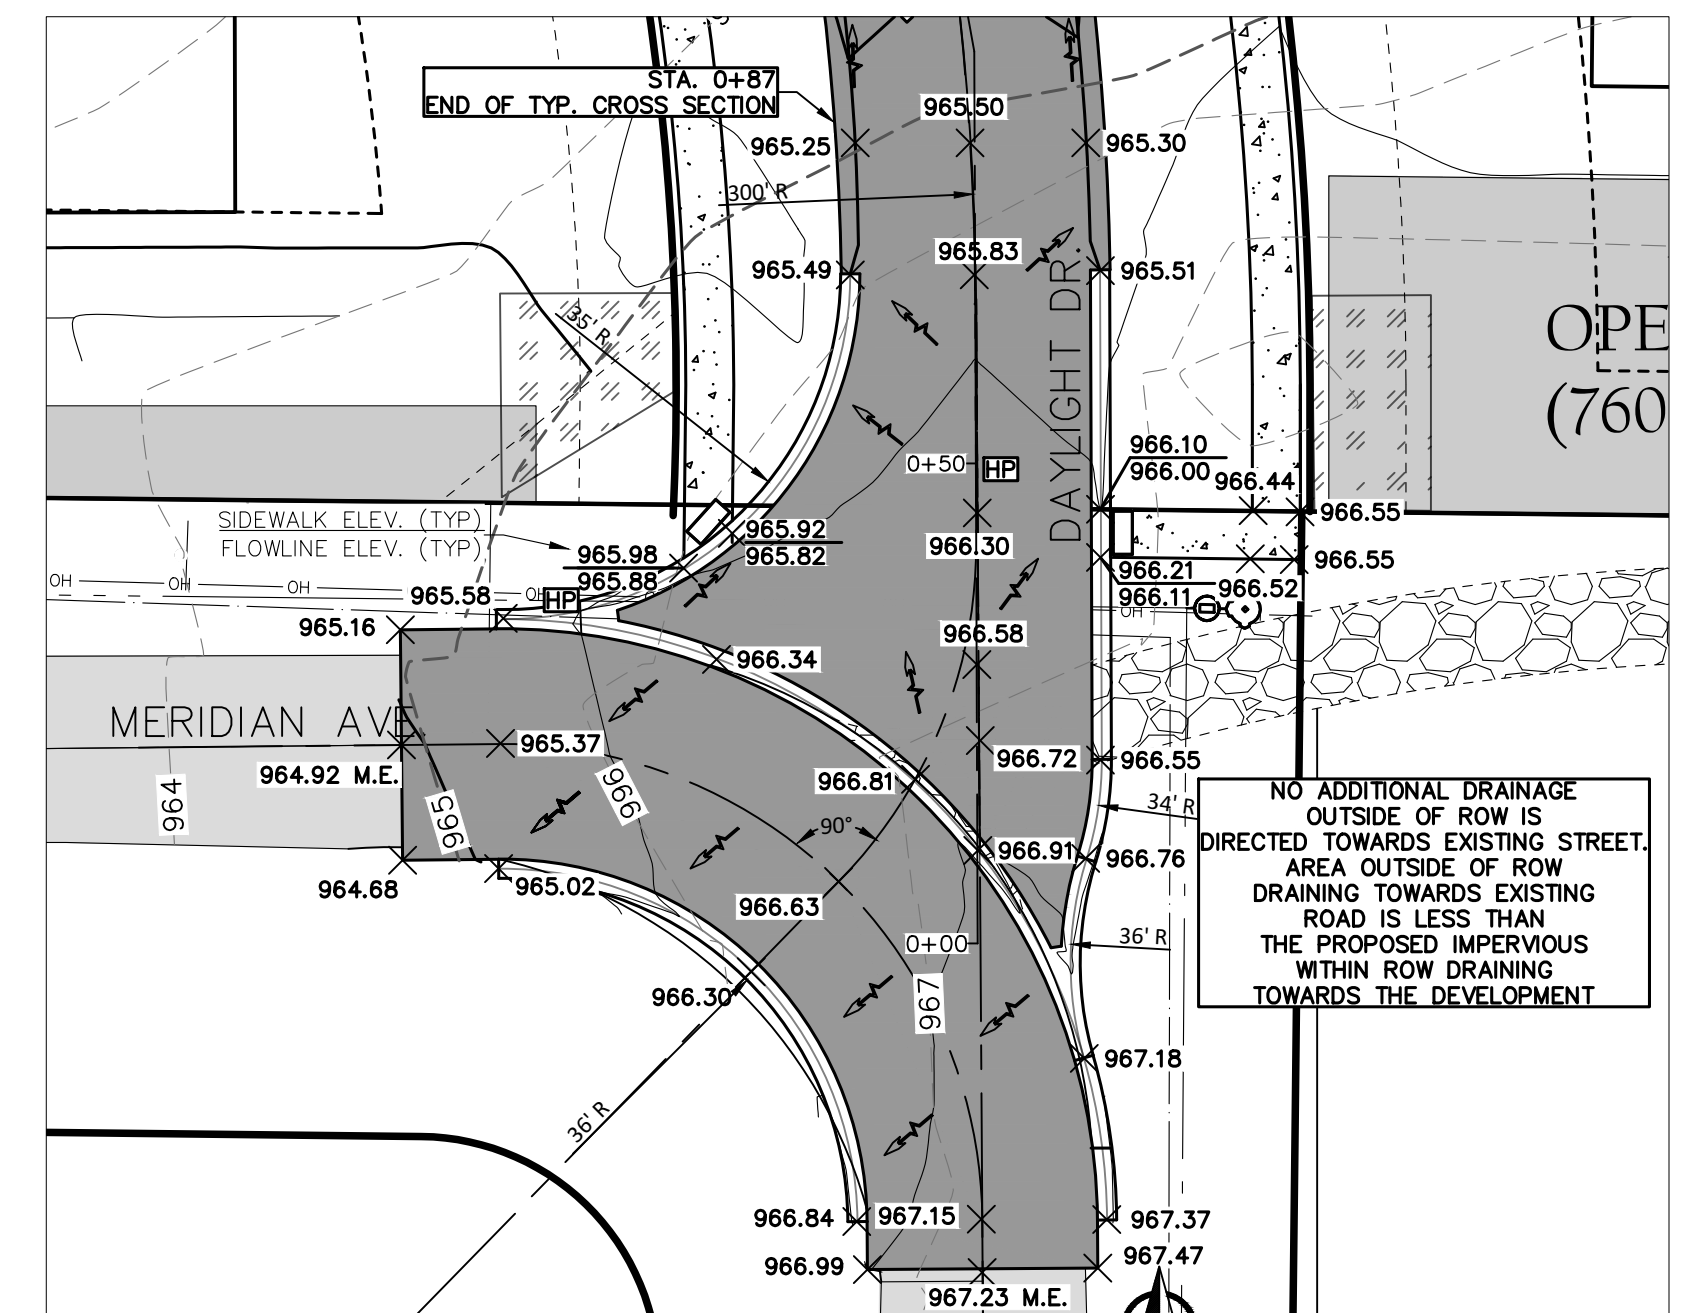 STA. 0+87
END OF TYP. CROSS SECTION
965.50
965.25
965.30
300' R
965.83
965.49
965.51
DAYLIGHT DR.
35' R
OPE
(760
966.10
966.00
966.44
0+50
HP
966.55
SIDEWALK ELEV. (TYP)
FLOWLINE ELEV. (TYP)
965.92
965.82
966.30
965.98
965.88
966.55
966.21
966.11
966.52
OH
OH
OH
OH
HP
OH
965.58
965.16
966.58
966.34
MERIDIAN AVE
965.37
964.92 M.E.
966.72
966.55
966.81
964
965
966
90°
34' R
NO ADDITIONAL DRAINAGE
OUTSIDE OF ROW IS
DIRECTED TOWARDS EXISTING STREET.
AREA OUTSIDE OF ROW
DRAINING TOWARDS EXISTING
ROAD IS LESS THAN
THE PROPOSED IMPERVIOUS
WITHIN ROW DRAINING
TOWARDS THE DEVELOPMENT
966.91
966.76
964.68
965.02
966.63
0+00
36' R
966.30
967
967.18
36' R
966.84
967.15
967.37
966.99
967.47
967.23 M.E.